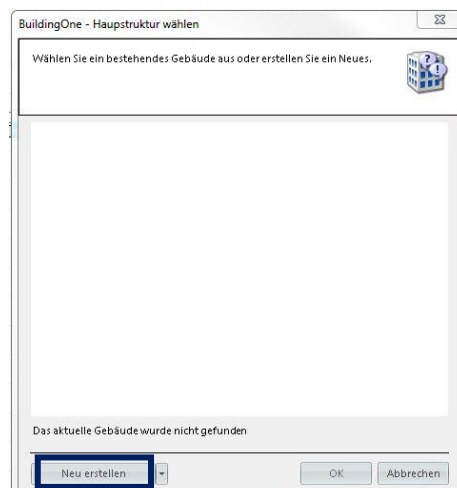 BuildingOne - Haupstruktur wählen
Wählen Sie ein bestehendes Gebäude aus oder erstellen Sie ein Neues.
Das aktuelle Gebäude wurde nicht gefunden
Neu erstellen
OK
Abbrechen